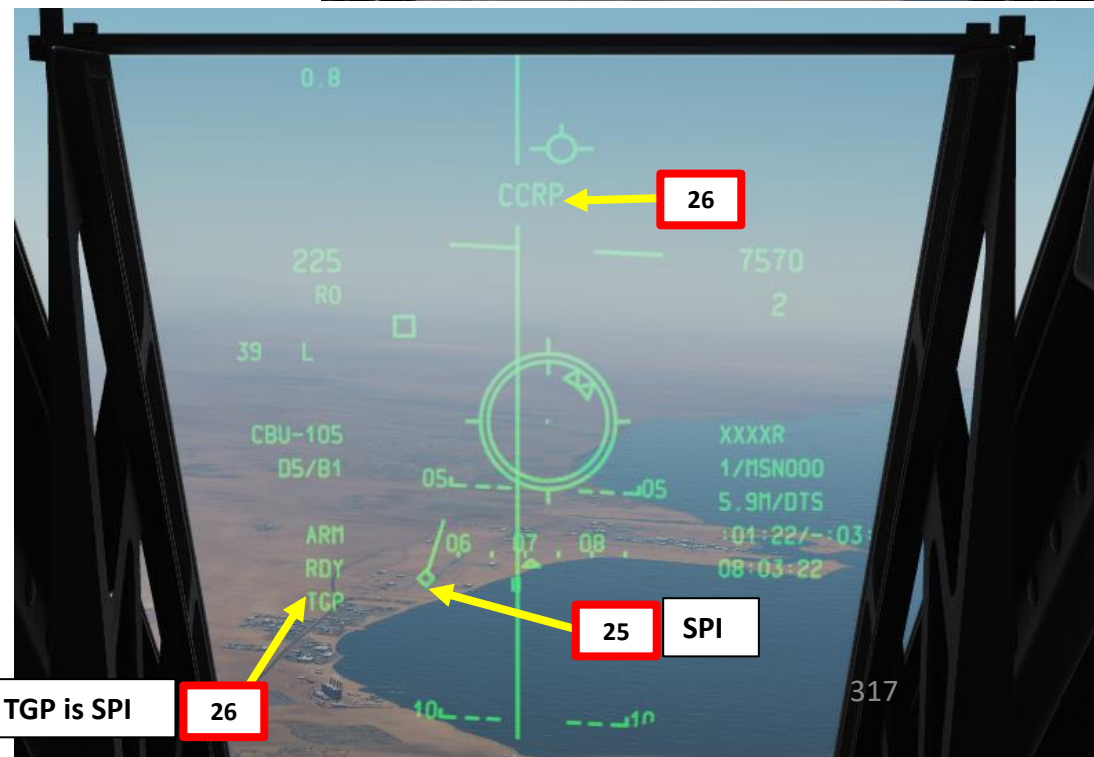 0.8
CCRP
26
225
7570
R0
2
39 L
CBU-105
XXXXR
D5/B1
1/MSN000
05
05
5.9M/DTS
ARM
06 07 08
:01:22/-:03:
RDY
08:03:22
TGP
25
SPI
TGP is SPI
26
10
10
317